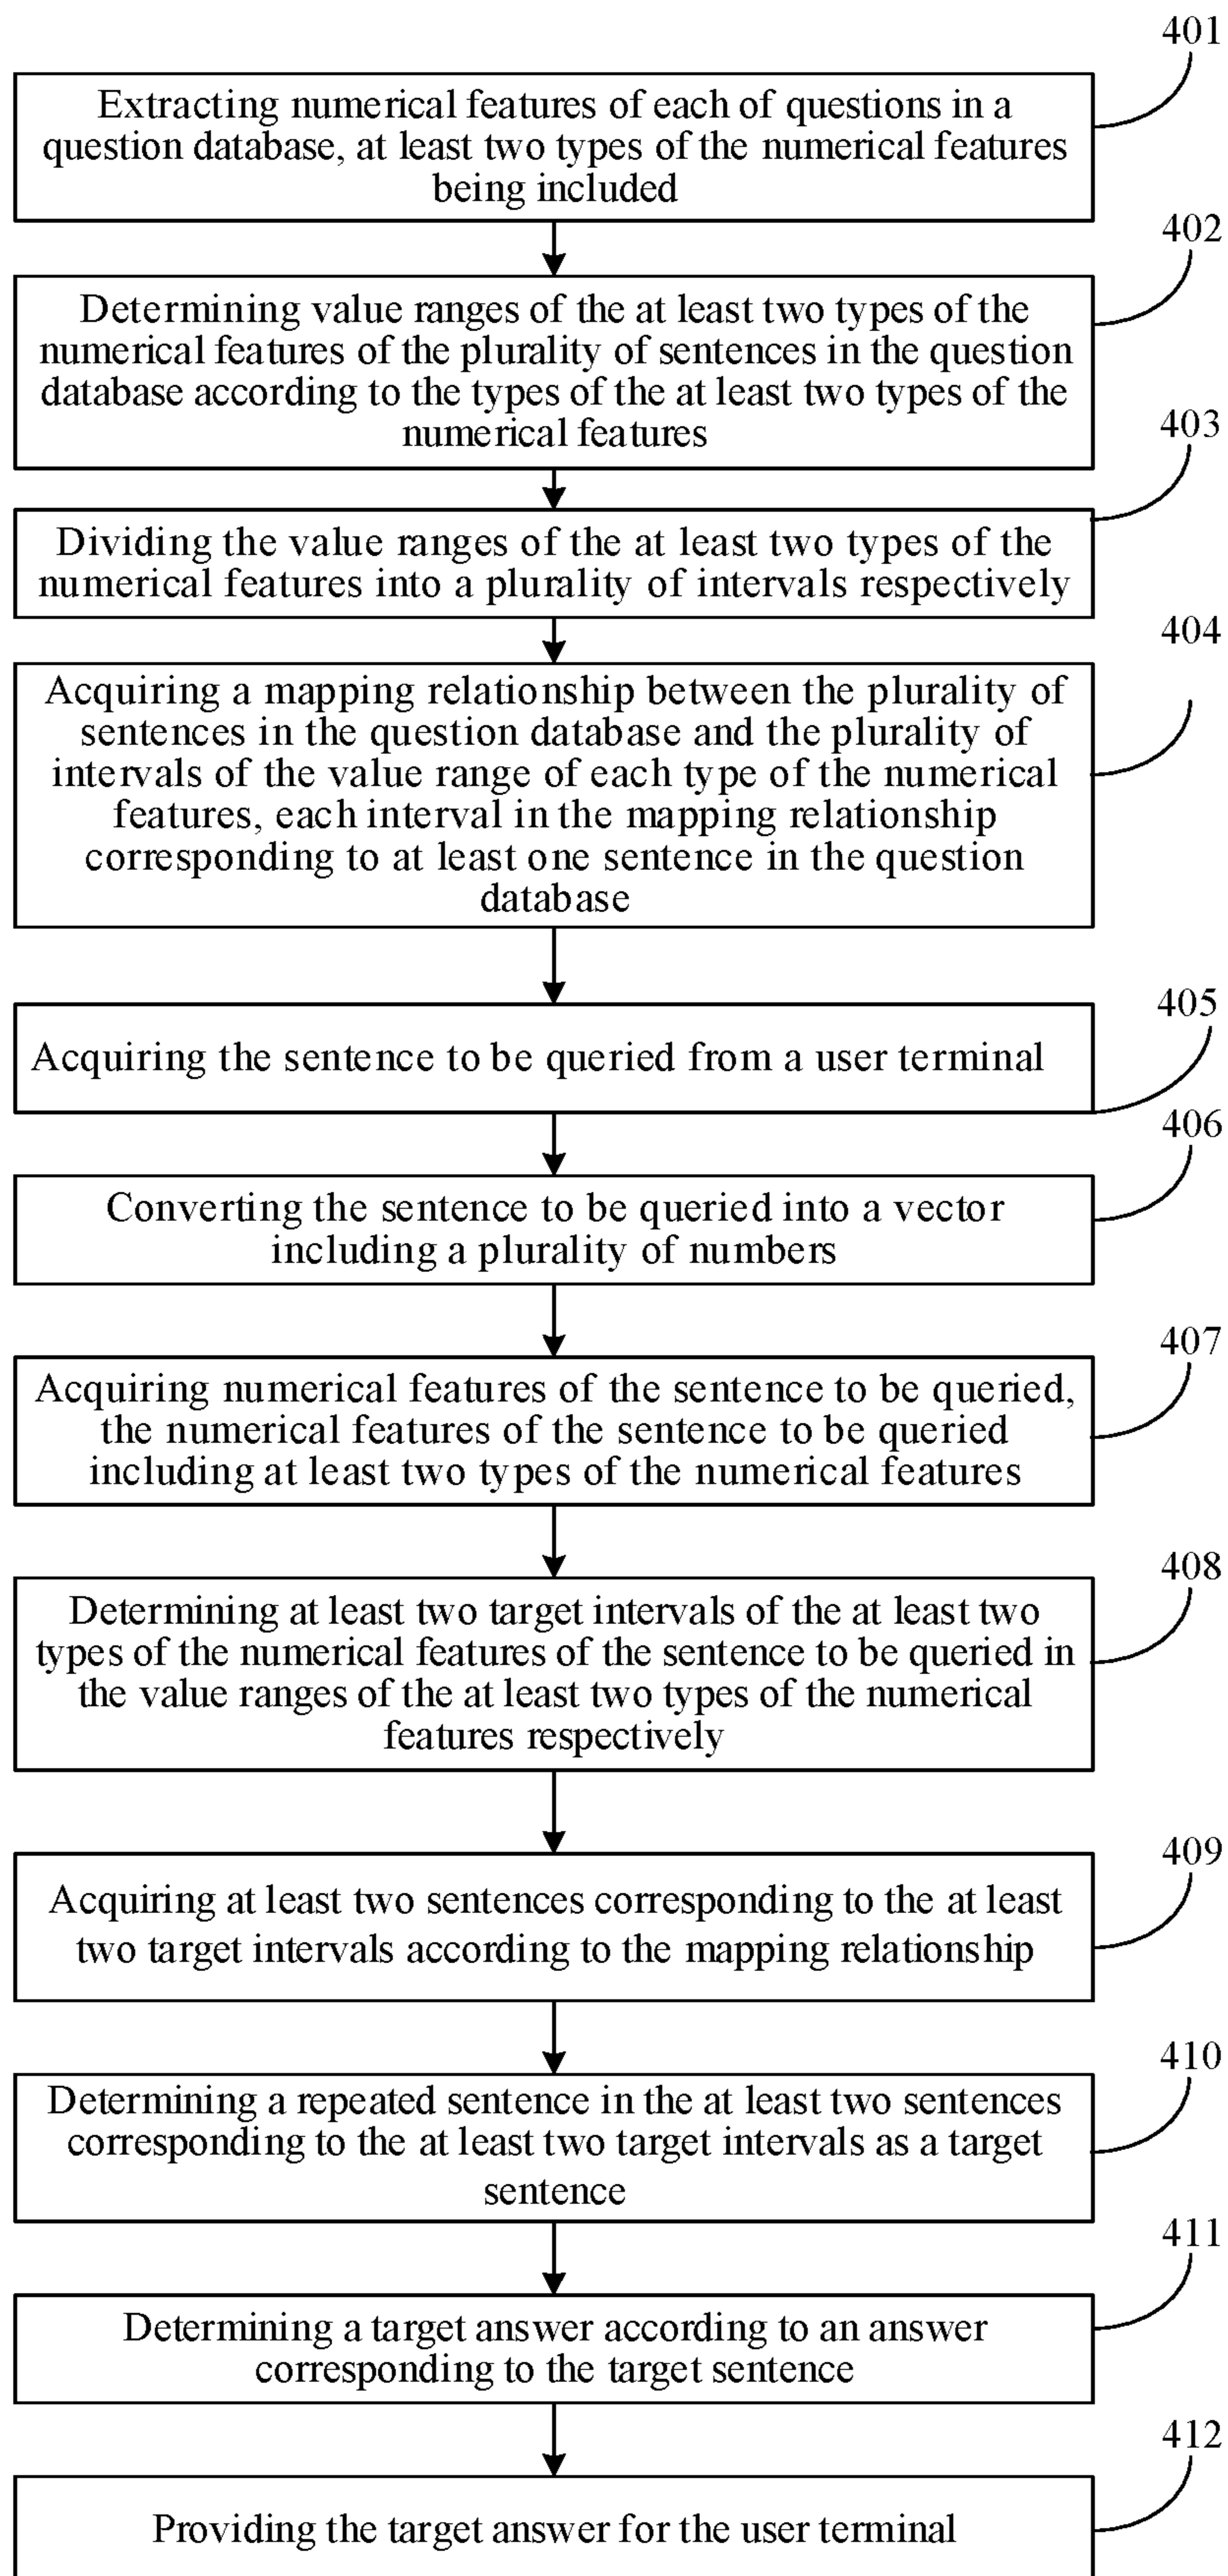 401
Extracting numerical features of each of questions in a
question database, at least two types of the numerical features
being included
402
Determining value ranges of the at least two types of the
numerical features of the plurality of sentences in the question
database according to the types of the at least two types of the
numerical features
403
Dividing the value ranges of the at least two types of the
numerical features into a plurality of intervals respectively
404
Acquiring a mapping relationship between the plurality of
sentences in the question database and the plurality of
intervals of the value range of each type of the numerical
features, each interval in the mapping relationship
corresponding to at least one sentence in the question
database
405
Acquiring the sentence to be queried from a user terminal
406
Converting the sentence to be queried into a vector
including a plurality of numbers
407
Acquiring numerical features of the sentence to be queried,
the numerical features of the sentence to be queried
including at least two types of the numerical features
408
Determining at least two target intervals of the at least two
types of the numerical features of the sentence to be queried in
the value ranges of the at least two types of the numerical
features respectively
409
Acquiring at least two sentences corresponding to the at least
two target intervals according to the mapping relationship
410
Determining a repeated sentence in the at least two sentences
corresponding to the at least two target intervals as a target
sentence
411
Determining a target answer according to an answer
corresponding to the target sentence
412
Providing the target answer for the user terminal